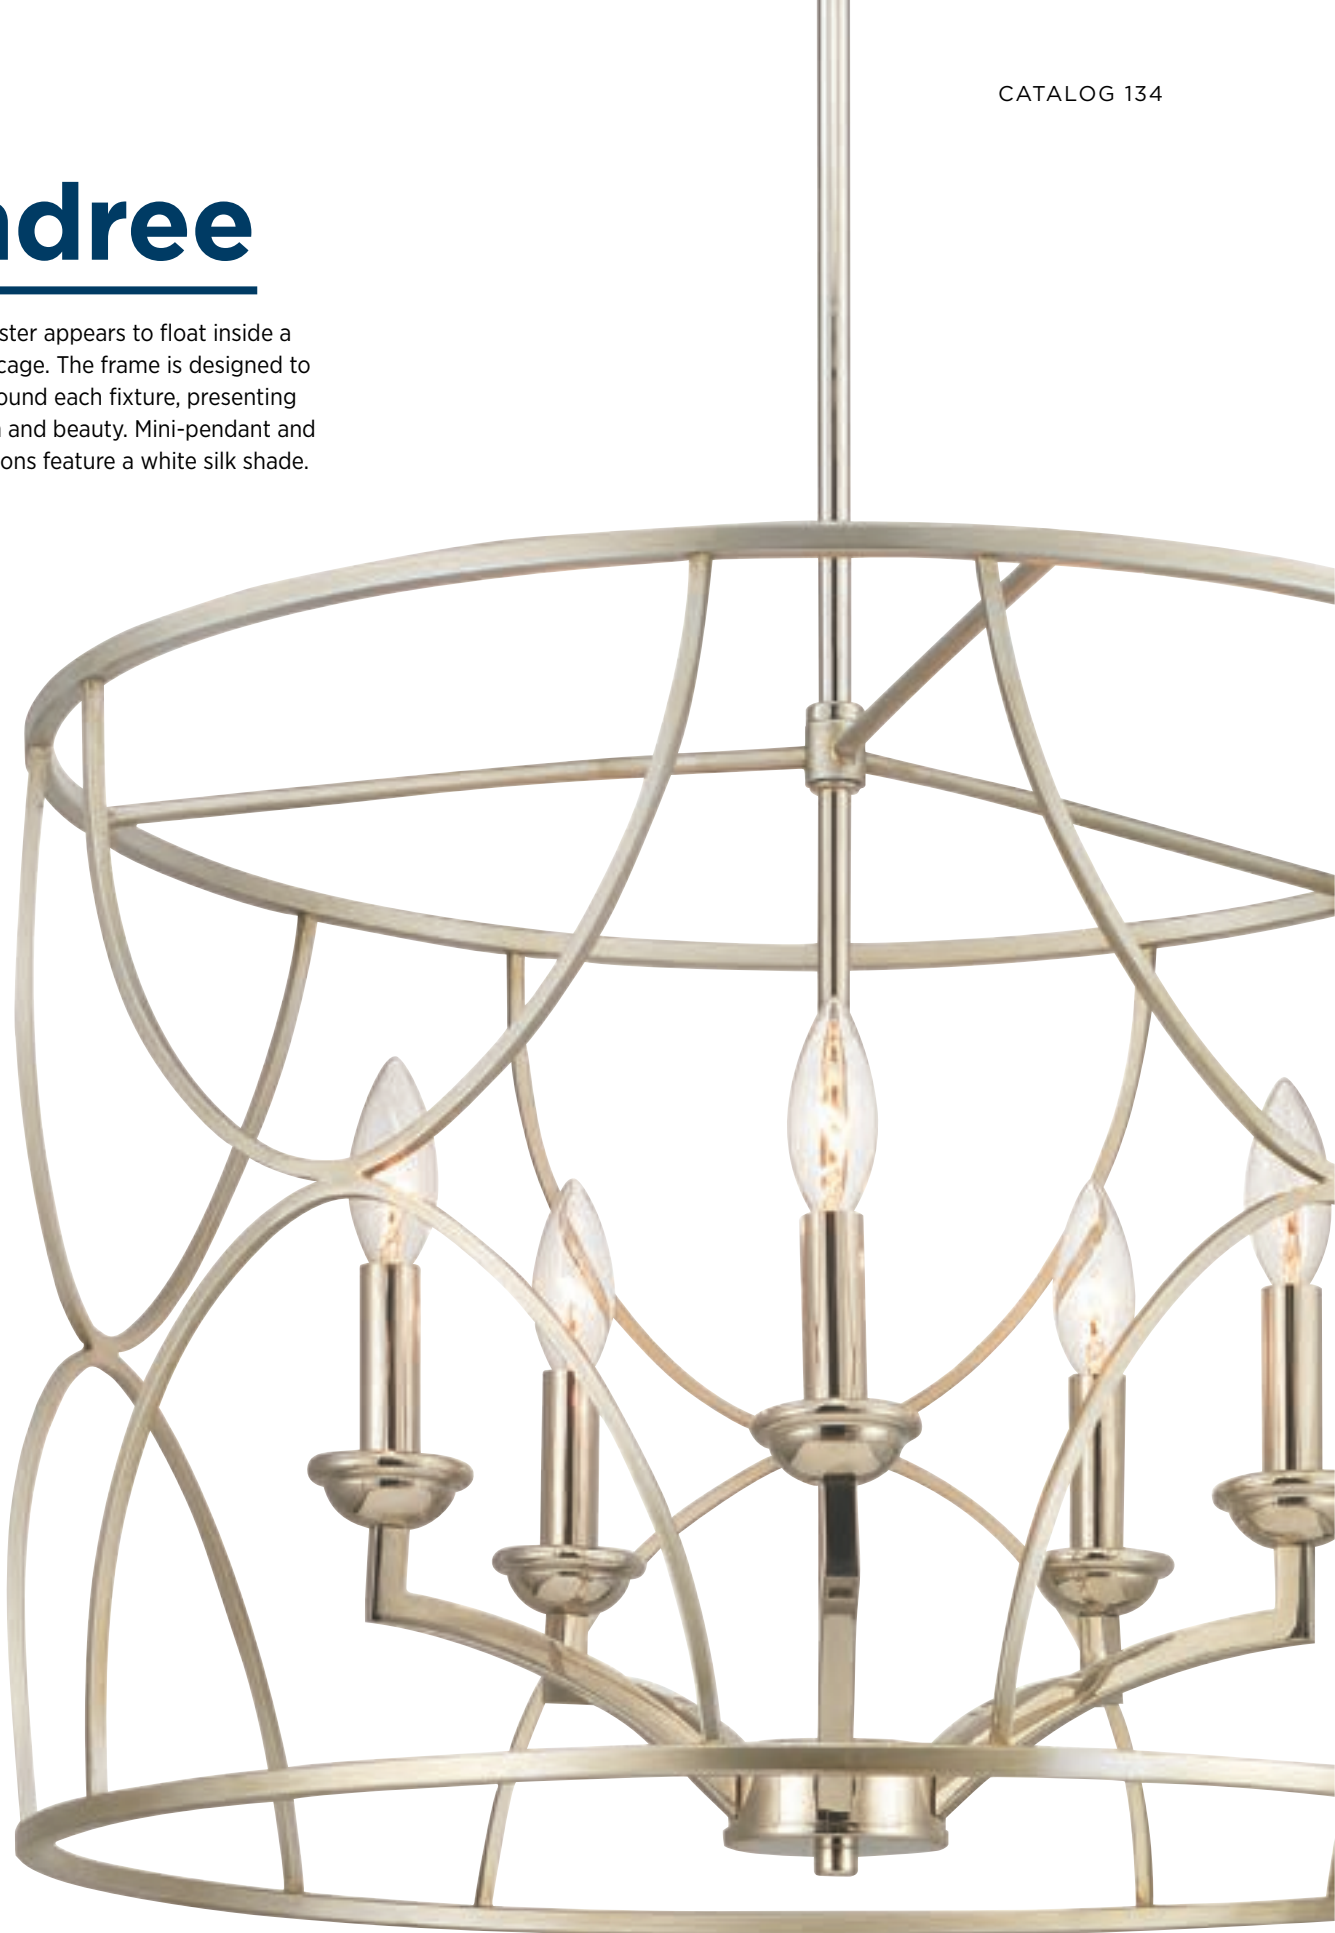 CATALOG 134
ndree
ster appears to float inside a
cage. The frame is designed to
ound each fixture, presenting
and beauty. Mini-pendant and
ons feature a white silk shade.